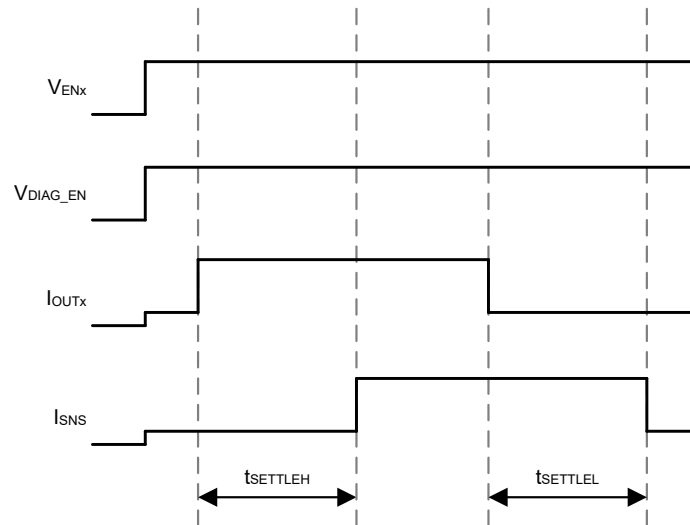 VENx
VDIAG_EN
IOUTx
ISNS
tSETTLEH
tSETTLEL